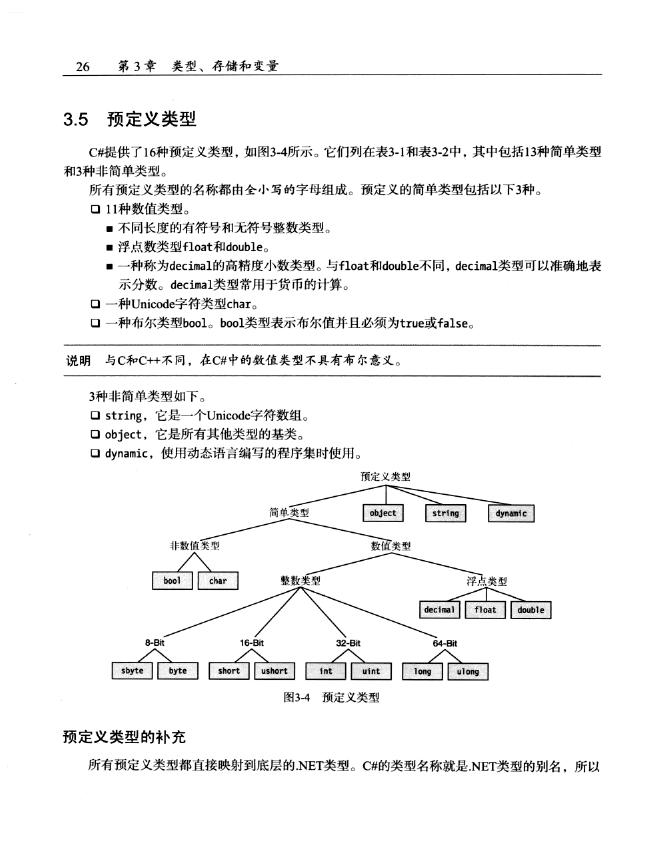 26 第3章 类型、存储和变量
3.5 预定义类型
C#提供了16种预定义类型，如图3-4所示。它们列在表3-1和表3-2中，其中包括13种简单类型
和3种非简单类型。
所有预定义类型的名称都由全小写的字母组成。预定义的简单类型包括以下3种。
❑ 11种数值类型。
■ 不同长度的有符号和无符号整数类型。
■ 浮点数类型float和double。
■ 一种称为decimal的高精度小数类型。与float和double不同，decimal类型可以准确地表
示分数。decimal类型常用于货币的计算。
❑ 一种Unicode字符类型char。
❑ 一种布尔类型bool。bool类型表示布尔值并且必须为true或false。
说明 与C和C++不同，在C#中的数值类型不具有布尔意义。
3种非简单类型如下。
❑ string，它是一个Unicode字符数组。
❑ object，它是所有其他类型的基类。
❑ dynamic，使用动态语言编写的程序集时使用。
预定义类型
简单类型 object string dynamic
非数值类型 数值类型
bool char 整数类型 浮点类型
decimal float double
8-Bit 16-Bit 32-Bit 64-Bit
sbyte byte short ushort int uint long ulong
图3-4 预定义类型
预定义类型的补充
所有预定义类型都直接映射到底层的.NET类型。C#的类型名称就是.NET类型的别名，所以